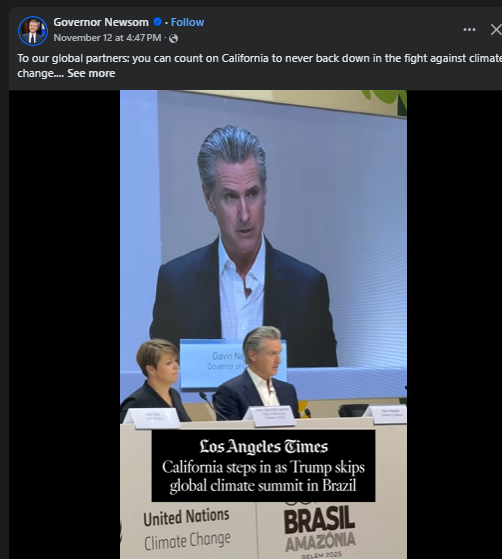 Governor Newsom · Follow
November 12 at 4:47 PM ·
To our global partners: you can count on California to never back down in the fight against climate
change.... See more
Gavin Ne
Governor of
Los Angeles Times
California steps in as Trump skips
global climate summit in Brazil
United Nations
Climate Change
BRASIL
AMAZÔNIA
BELÉM 2025